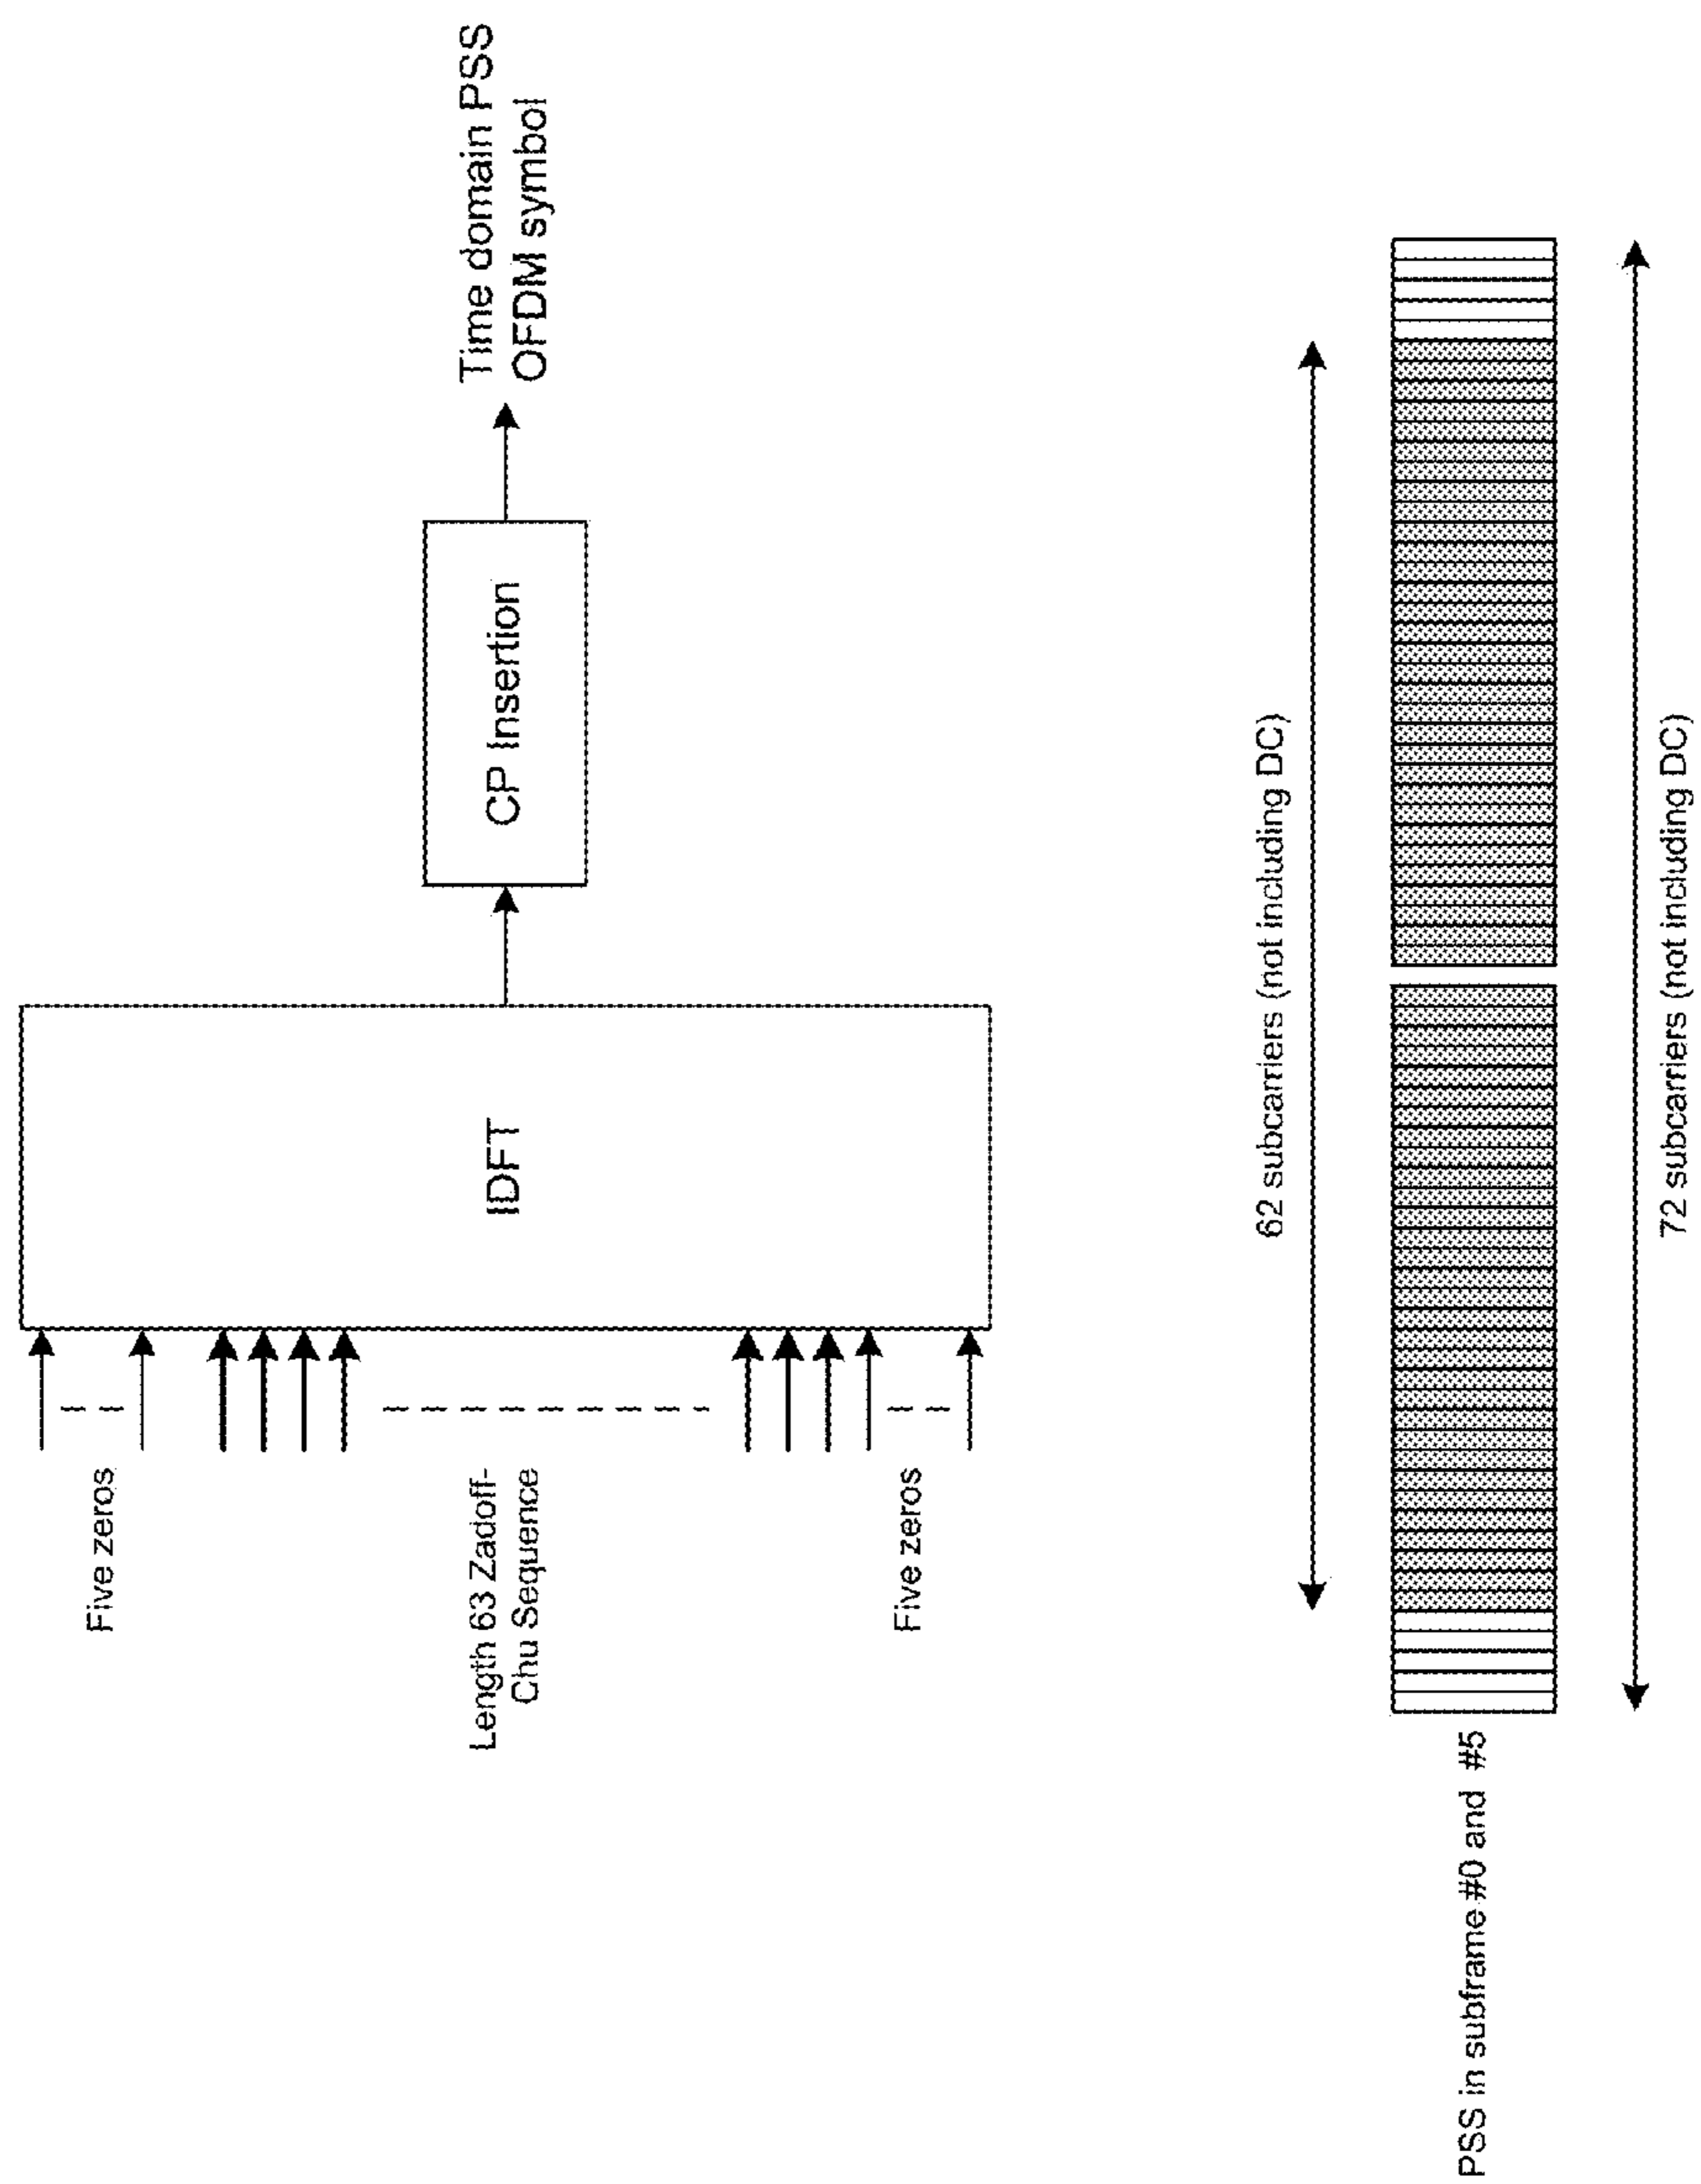 Five zeros
Length 63 Zadoff-
Chu Sequence
Five zeros
IDFT
CP Insertion
Time domain PSS
OFDM symbol
62 subcarriers (not including DC)
PSS in subframe #0 and #5
72 subcarriers (not including DC)